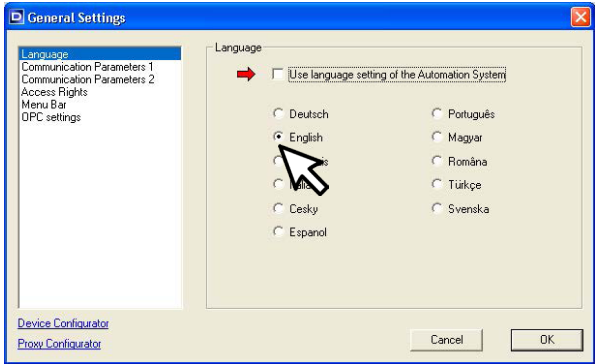 General Settings
Language
Communication Parameters 1
Communication Parameters 2
Access Rights
Menu Bar
OPC settings
Language
Use language setting of the Automation System
Deutsch
English
Cesky
Espanol
Português
Magyar
Româna
Türkçe
Svenska
Device Configurator
Proxy Configurator
Cancel
OK